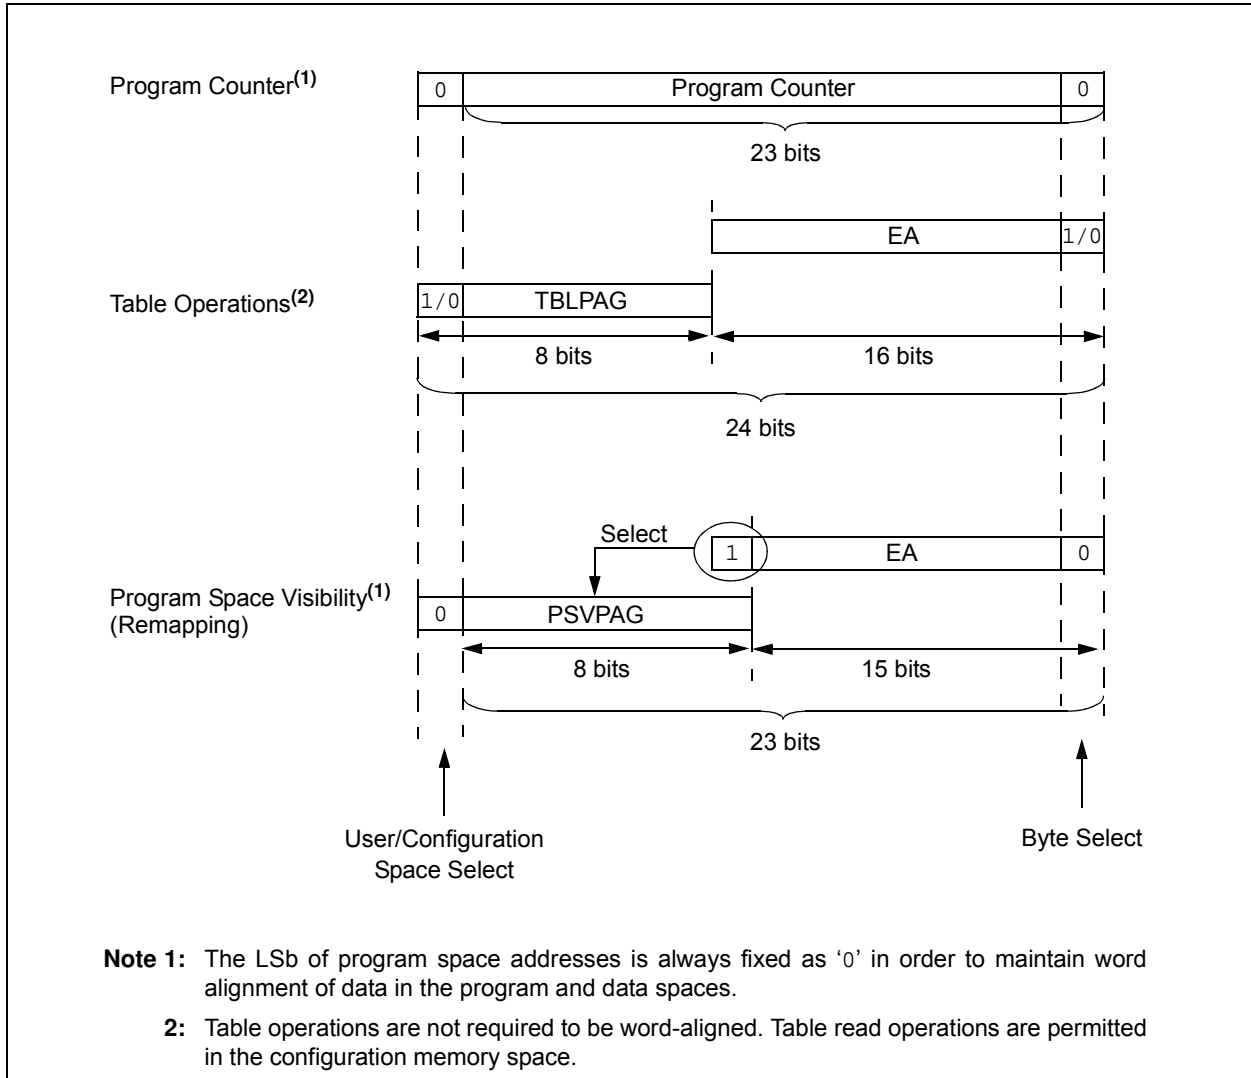 Program Counter(1)
0
Program Counter
0
23 bits
EA
1/0
Table Operations(2)
1/0
TBLPAG
8 bits
16 bits
24 bits
Select
1
EA
0
Program Space Visibility(1)
(Remapping)
0
PSVPAG
8 bits
15 bits
23 bits
User/Configuration
Space Select
Byte Select
Note 1: The LSb of program space addresses is always fixed as ‘0’ in order to maintain word
alignment of data in the program and data spaces.
2: Table operations are not required to be word-aligned. Table read operations are permitted
in the configuration memory space.